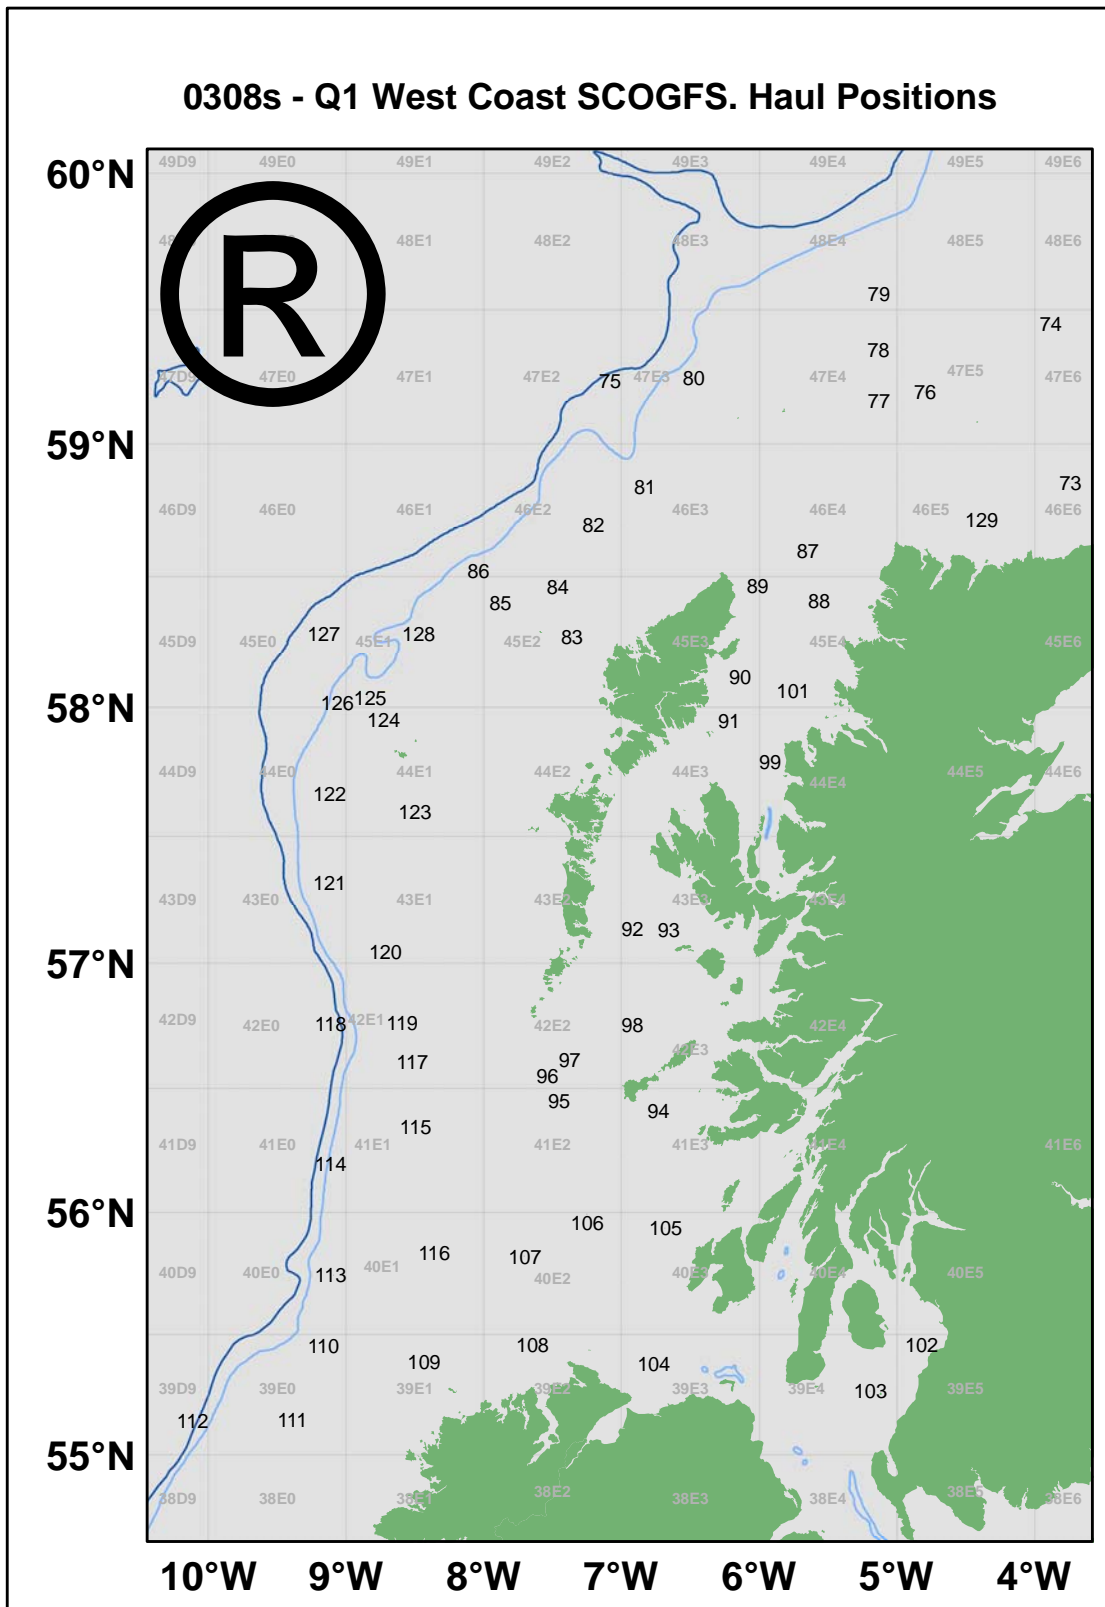 0308s - Q1 West Coast SCOGFS. Haul Positions
49D9 49E0 49E1 49E2 49E3 49E4 49E5 49E6
60°N
®
48E1 48E2 48E3 48E4 48E5 48E6
79
74
78
47D9 47E0 47E1 47E2 75 47E3 80 47E4 47E5 47E6
77 76
59°N
81 73
46D9 46E0 46E1 46E2 46E3 46E4 46E5 46E6
82 129
87
86 84 89
85 88
127 128 83
45D9 45E0 45E1 45E2 45E3 45E4 45E6
90
126 125 101
58°N
124 91
99
44D9 44E0 44E1 44E2 44E3 44E4 44E5 44E6
122
123
121
43D9 43E0 43E1 43E2 43E3 43E4
92 93
120
57°N
42D9 42E0 118 42E1 119 42E2 98 42E4
42E3
117 97
96
95 94
115
41D9 41E0 41E1 41E2 41E3 41E4 41E6
114
56°N
106 105
116 107
40D9 40E0 113 40E1 40E2 40E3 40E4 40E5
110 108 102
109 104
39D9 39E0 39E1 39E2 39E3 39E4 103 39E5
112 111
55°N
38D9 38E0 38E1 38E2 38E3 38E4 38E5 38E6
10°W 9°W 8°W 7°W 6°W 5°W 4°W